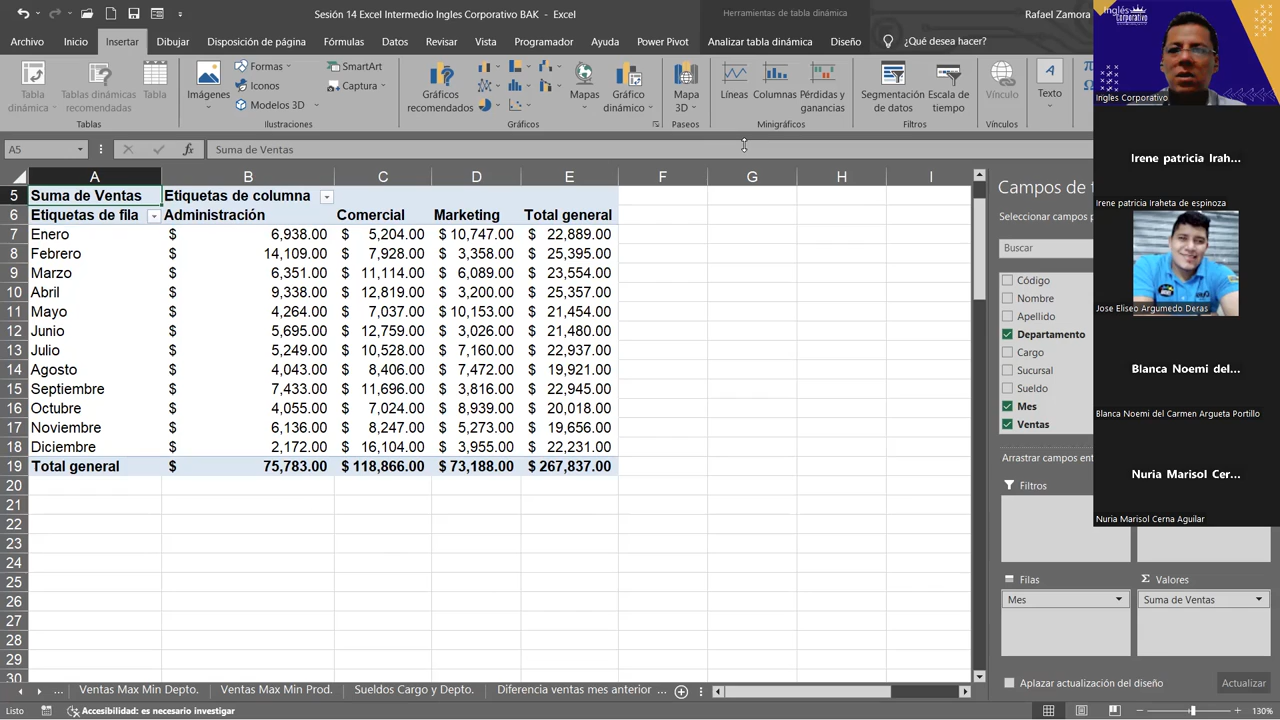 Sesión 14 Excel Intermedio Ingles Corporativo BAK - Excel
Herramientas de tabla dinámica
Rafael Zamora
Archivo Inicio Insertar Dibujar Disposición de página Fórmulas Datos Revisar Vista Programador Ayuda Power Pivot Analizar tabla dinámica Diseño ¿Qué desea hacer?
Tabla dinámica
Tablas dinámicas recomendadas
Tabla
Tablas
Imágenes
Formas
Iconos
Modelos 3D
SmartArt
Captura
Ilustraciones
Gráficos recomendados
Mapas
Gráfico dinámico
Gráficos
Mapa 3D
Paseos
Líneas
Columnas
Pérdidas y ganancias
Minigráficos
Segmentación de datos
Escala de tiempo
Filtros
Vínculo
Vínculos
Texto
A5
fx
Suma de Ventas
A B C D E F G H I
5 Suma de Ventas Etiquetas de columna
6 Etiquetas de fila Administración Comercial Marketing Total general
7 Enero $ 6,938.00 $ 5,204.00 $ 10,747.00 $ 22,889.00
8 Febrero $ 14,109.00 $ 7,928.00 $ 3,358.00 $ 25,395.00
9 Marzo $ 6,351.00 $ 11,114.00 $ 6,089.00 $ 23,554.00
10 Abril $ 9,338.00 $ 12,819.00 $ 3,200.00 $ 25,357.00
11 Mayo $ 4,264.00 $ 7,037.00 $ 10,153.00 $ 21,454.00
12 Junio $ 5,695.00 $ 12,759.00 $ 3,026.00 $ 21,480.00
13 Julio $ 5,249.00 $ 10,528.00 $ 7,160.00 $ 22,937.00
14 Agosto $ 4,043.00 $ 8,406.00 $ 7,472.00 $ 19,921.00
15 Septiembre $ 7,433.00 $ 11,696.00 $ 3,816.00 $ 22,945.00
16 Octubre $ 4,055.00 $ 7,024.00 $ 8,939.00 $ 20,018.00
17 Noviembre $ 6,136.00 $ 8,247.00 $ 5,273.00 $ 19,656.00
18 Diciembre $ 2,172.00 $ 16,104.00 $ 3,955.00 $ 22,231.00
19 Total general $ 75,783.00 $ 118,866.00 $ 73,188.00 $ 267,837.00
20
21
22
23
24
25
26
27
28
29
30
Campos de t
Seleccionar campos p
Buscar
Código
Nombre
Apellido
Departamento
Cargo
Sucursal
Sueldo
Mes
Ventas
Arrastrar campos ent
Filtros
Filas
Σ Valores
Mes
Suma de Ventas
Aplazar actualización del diseño
Actualizar
Inglés Corporativo
Ingles Corporativo
Irene patricia Irah...
Irene patricia Iraheta de espinoza
Jose Eliseo Argumedo Deras
Blanca Noemi del...
Blanca Noemi del Carmen Argueta Portillo
Nuria Marisol Cer...
Nuria Marisol Cerna Aguilar
... Ventas Max Min Depto. Ventas Max Min Prod. Sueldos Cargo y Depto. Diferencia ventas mes anterior ...
Listo
Accesibilidad: es necesario investigar
130%